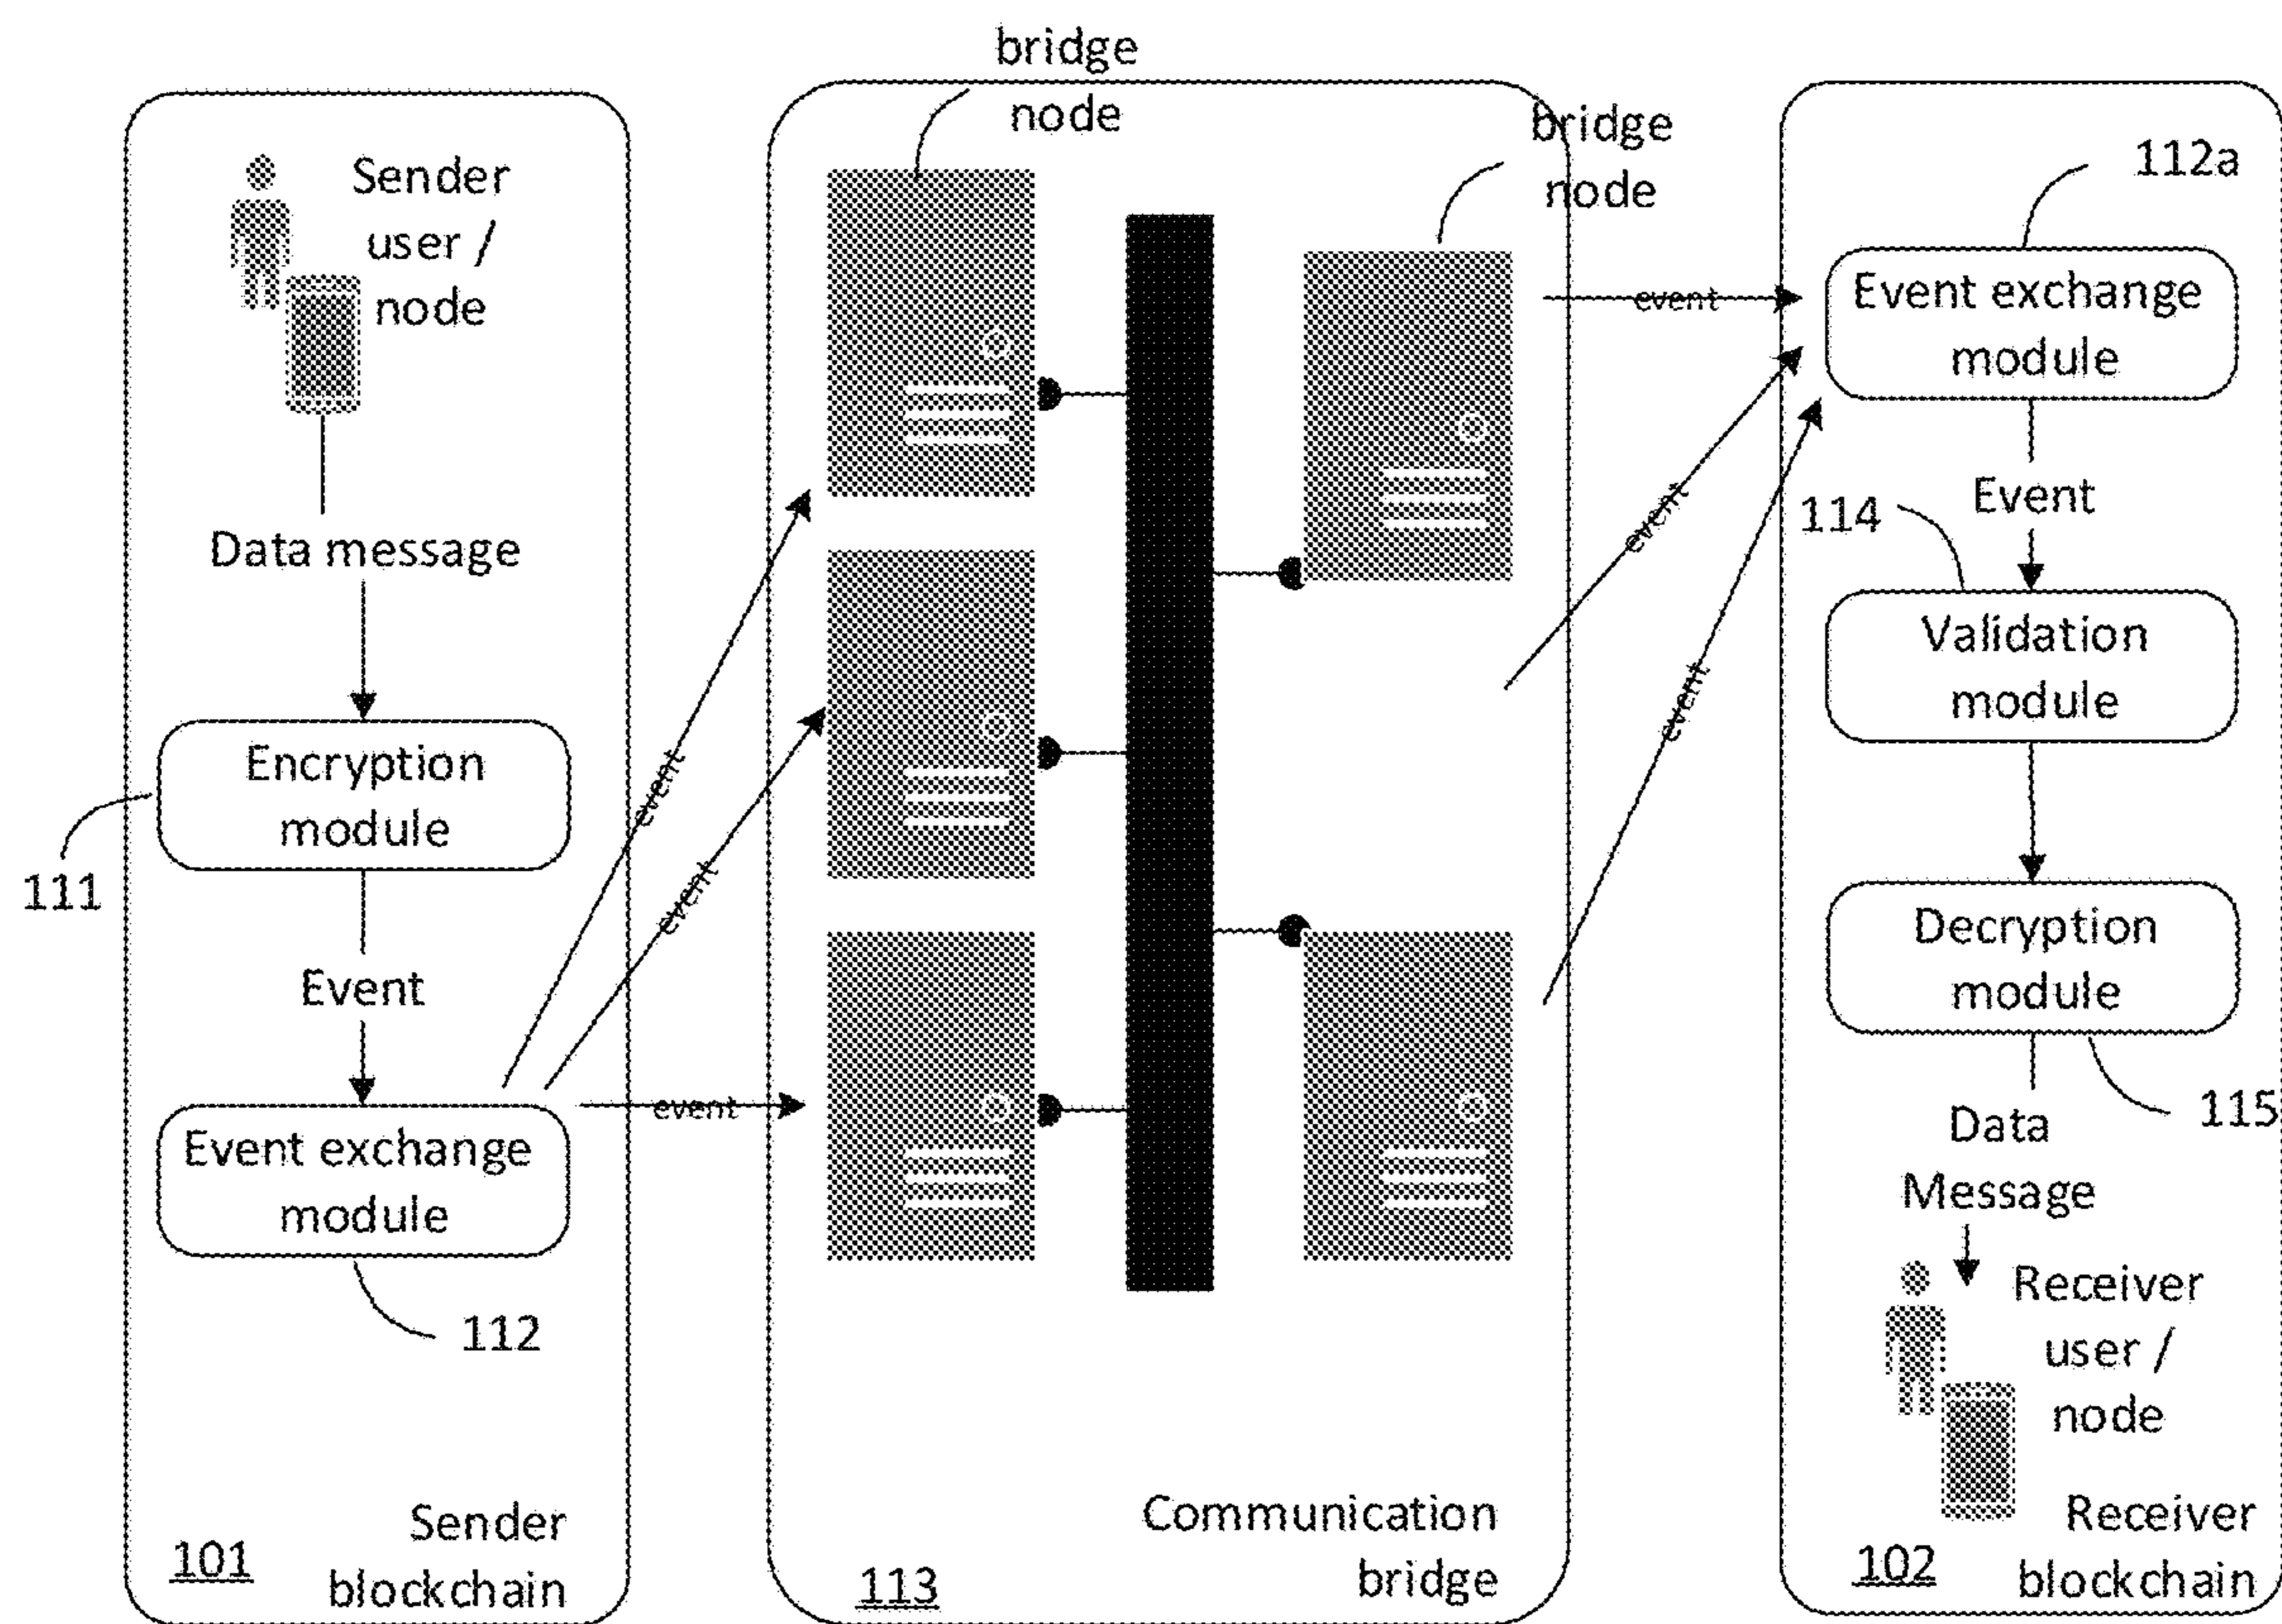 Sender
user /
node
Data message
Encryption
module
111
Event
Event exchange
module
112
101
Sender
blockchain
event
event
event
bridge
node
bridge
node
Communication
bridge
113
event
event
event
112a
Event exchange
module
Event
114
Validation
module
Decryption
module
115
Data
Message
Receiver
user /
node
102
Receiver
blockchain